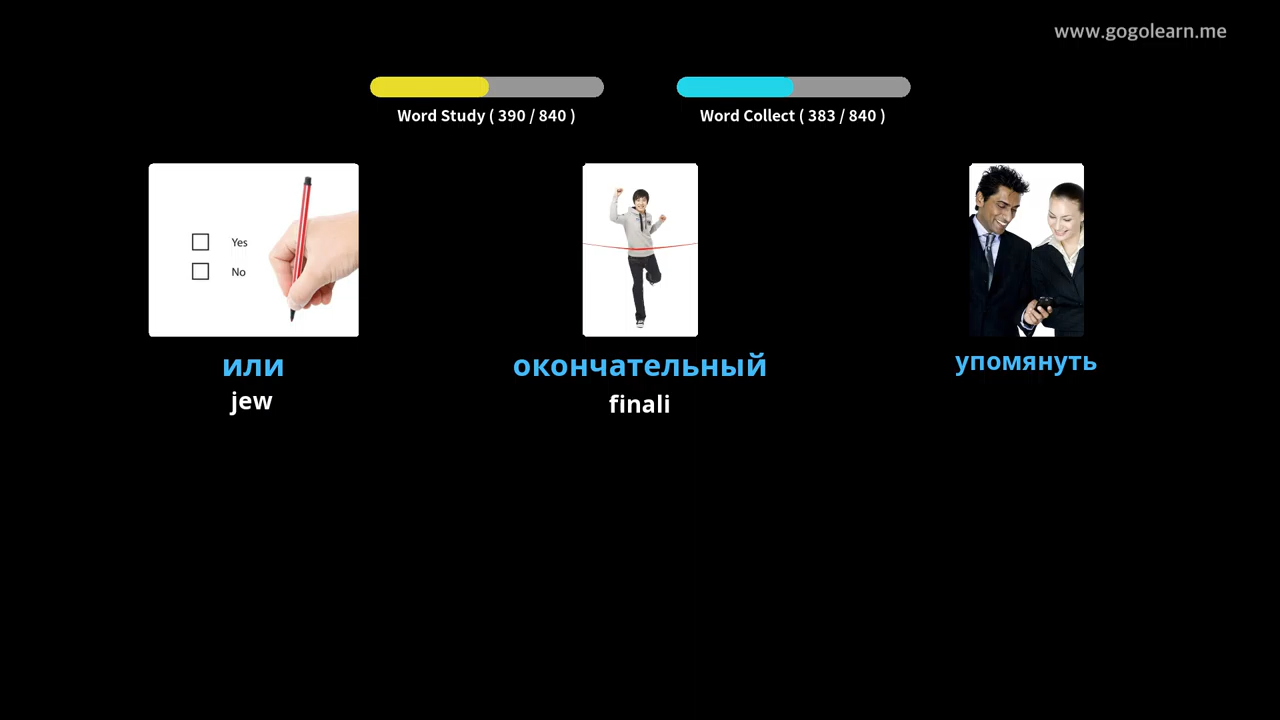 www.gogolearn.me
Word Study ( 390 / 840 )
Word Collect ( 383 / 840 )
Yes
No
или
jew
окончательный
finali
упомянуть